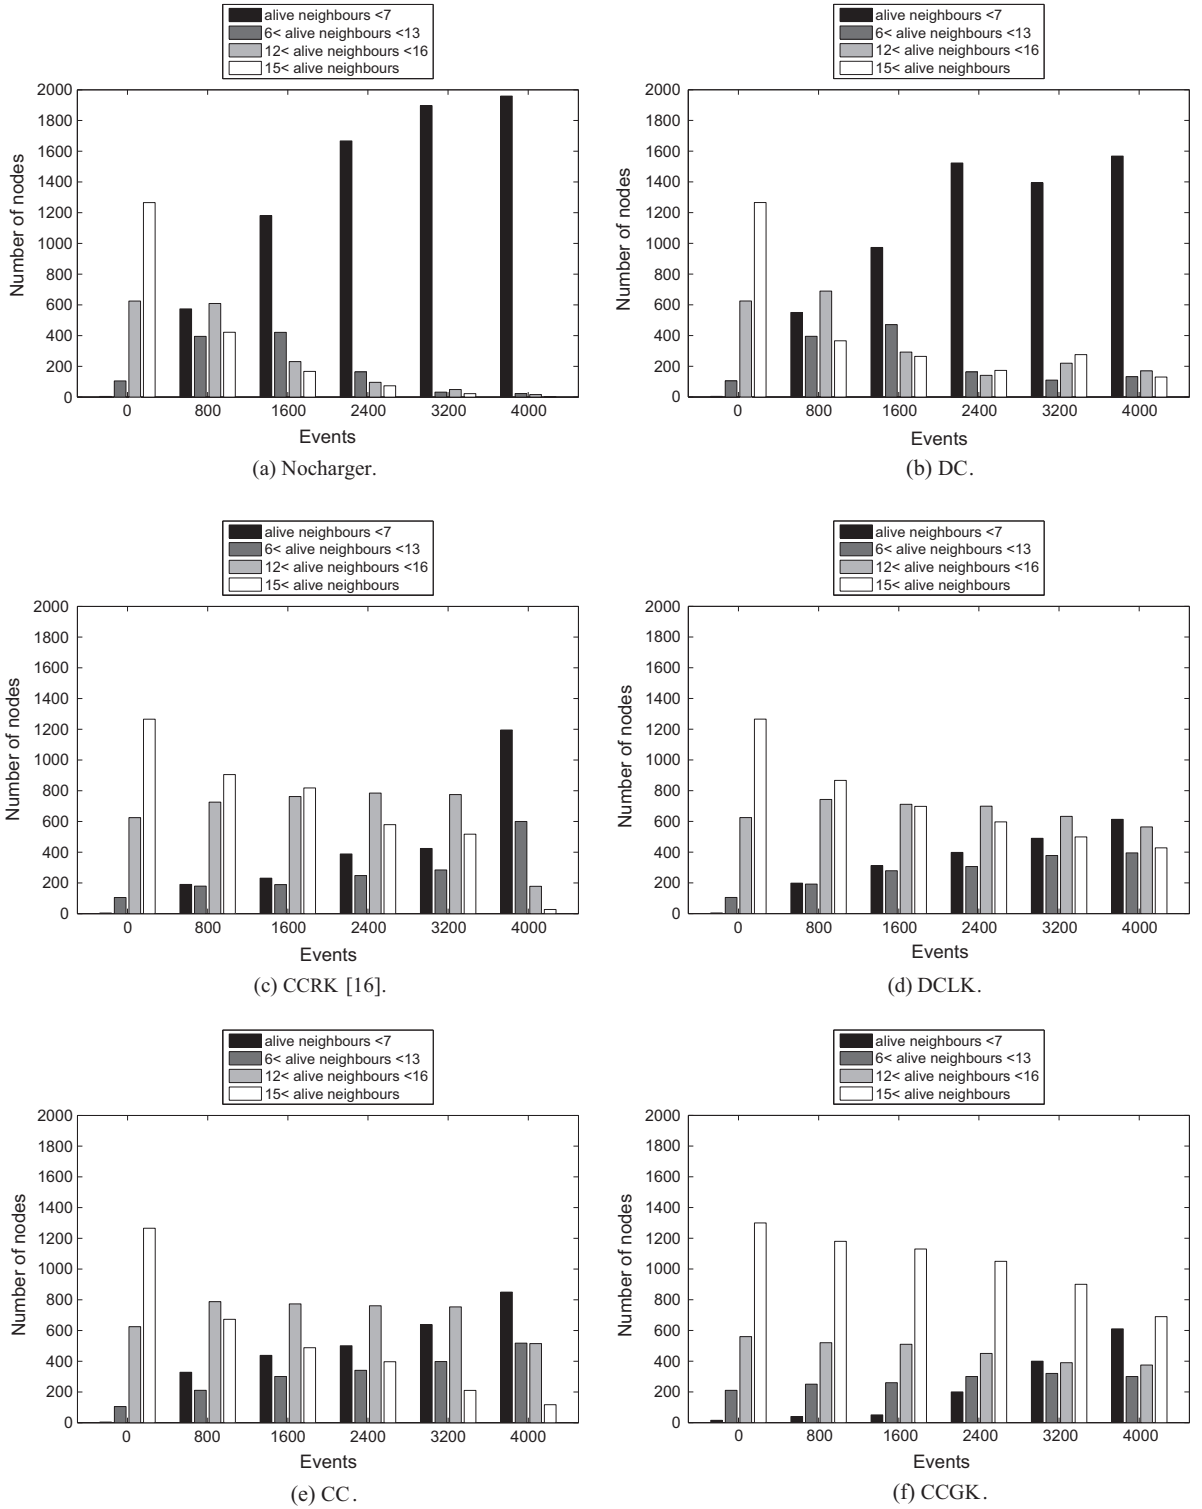 alive neighbours <7
6< alive neighbours <13
12< alive neighbours <16
15< alive neighbours
2000
1800
1600
1400
1200
1000
800
600
400
200
0
Number of nodes
0 800 1600 2400 3200 4000
Events
(a) Nocharger.
alive neighbours <7
6< alive neighbours <13
12< alive neighbours <16
15< alive neighbours
2000
1800
1600
1400
1200
1000
800
600
400
200
0
Number of nodes
0 800 1600 2400 3200 4000
Events
(b) DC.
alive neighbours <7
6< alive neighbours <13
12< alive neighbours <16
15< alive neighbours
2000
1800
1600
1400
1200
1000
800
600
400
200
0
Number of nodes
0 800 1600 2400 3200 4000
Events
(c) CCRK [16].
alive neighbours <7
6< alive neighbours <13
12< alive neighbours <16
15< alive neighbours
2000
1800
1600
1400
1200
1000
800
600
400
200
0
Number of nodes
0 800 1600 2400 3200 4000
Events
(d) DCLK.
alive neighbours <7
6< alive neighbours <13
12< alive neighbours <16
15< alive neighbours
2000
1800
1600
1400
1200
1000
800
600
400
200
0
Number of nodes
0 800 1600 2400 3200 4000
Events
(e) CC.
alive neighbours <7
6< alive neighbours <13
12< alive neighbours <16
15< alive neighbours
2000
1800
1600
1400
1200
1000
800
600
400
200
0
Number of nodes
0 800 1600 2400 3200 4000
Events
(f) CCGK.